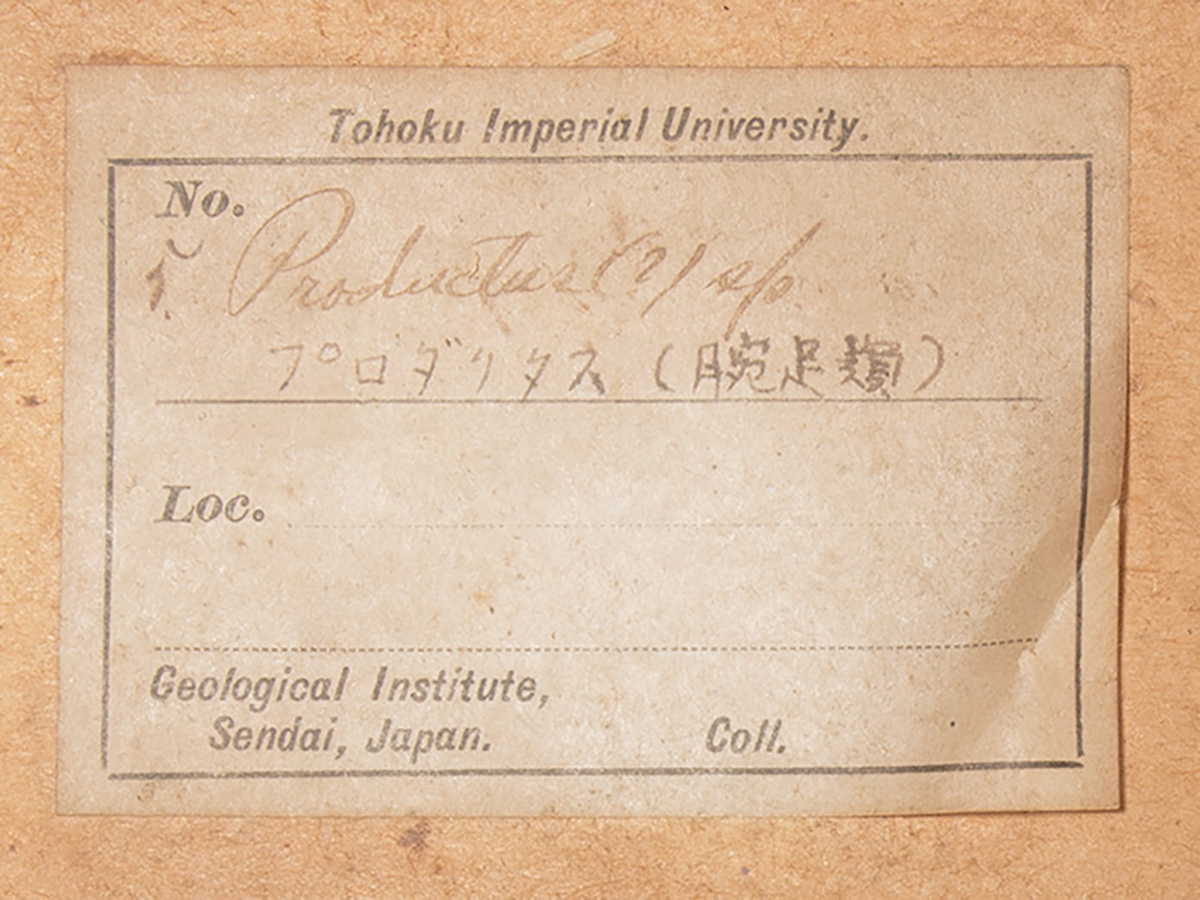 Tohoku Imperial University.
No.
5 Productus (?) sp.
プロダクタス (腕足類)
Loc.
Geological Institute,
Sendai, Japan.
Coll.